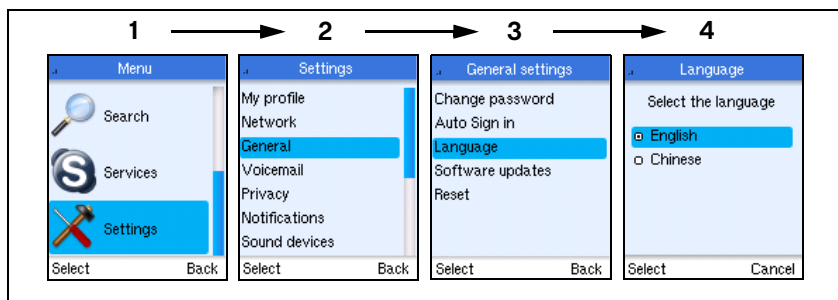 1 2 3 4
Menu
Search
Services
Settings
Select Back
Settings
My profile
Network
General
Voicemail
Privacy
Notifications
Sound devices
Select Back
General settings
Change password
Auto Sign in
Language
Software updates
Reset
Select Back
Language
Select the language
English
Chinese
Select Cancel